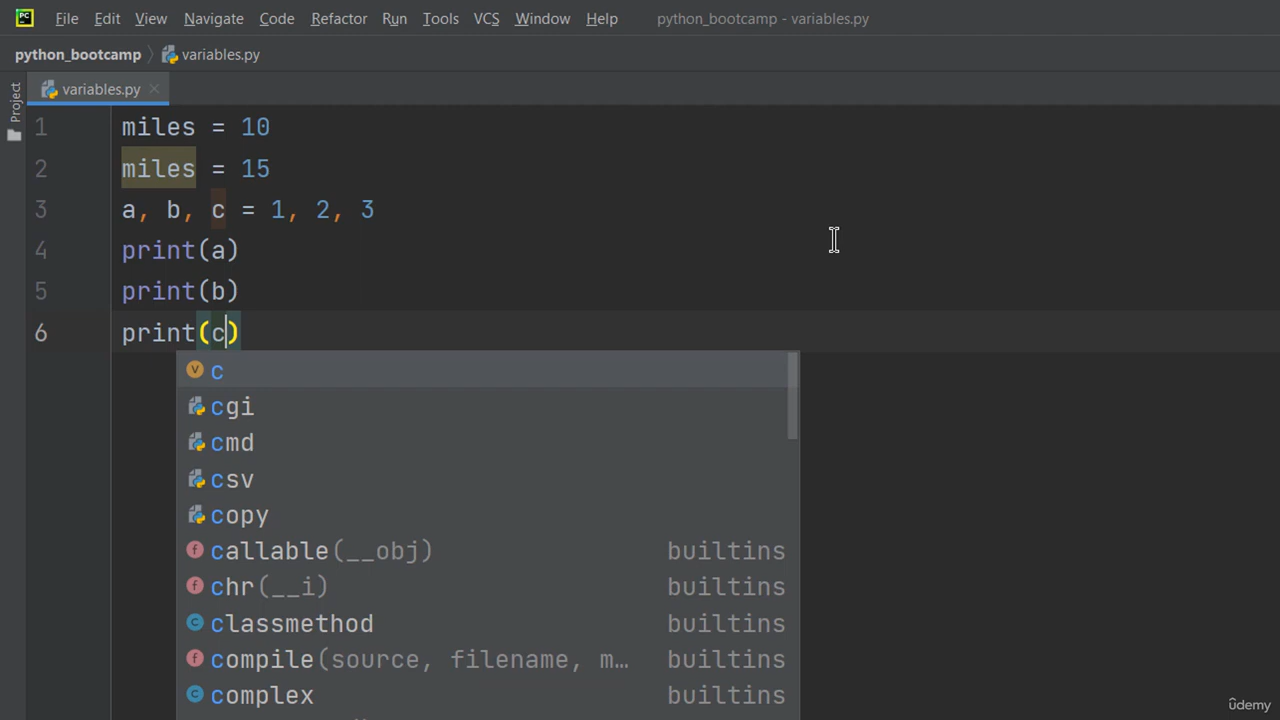 PC File Edit View Navigate Code Refactor Run Tools VCS Window Help python_bootcamp - variables.py
python_bootcamp variables.py
Project
variables.py
1 miles = 10
2 miles = 15
3 a, b, c = 1, 2, 3
4 print(a)
5 print(b)
6 print(c)
v c
cgi
cmd
csv
copy
f callable(__obj) builtins
f chr(__i) builtins
c classmethod builtins
f compile(source, filename, m… builtins
c complex builtins
ûdemy